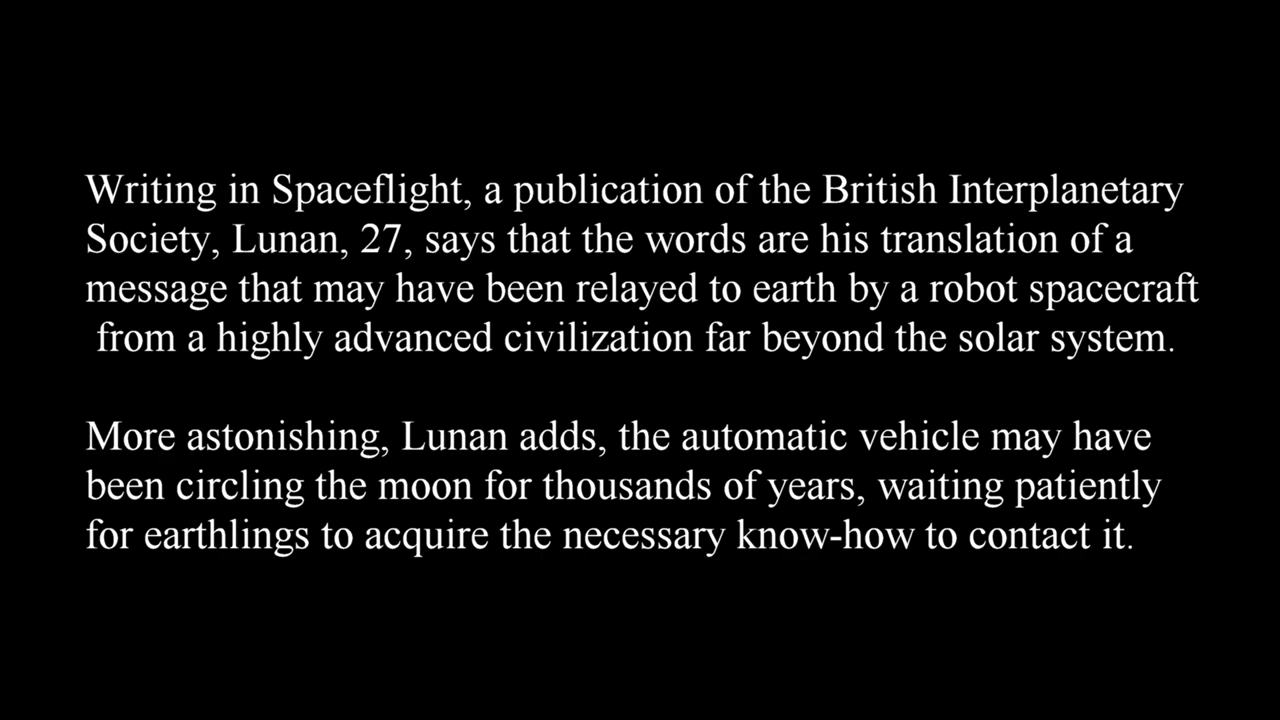 Writing in Spaceflight, a publication of the British Interplanetary
Society, Lunan, 27, says that the words are his translation of a
message that may have been relayed to earth by a robot spacecraft
from a highly advanced civilization far beyond the solar system.
More astonishing, Lunan adds, the automatic vehicle may have
been circling the moon for thousands of years, waiting patiently
for earthlings to acquire the necessary know-how to contact it.